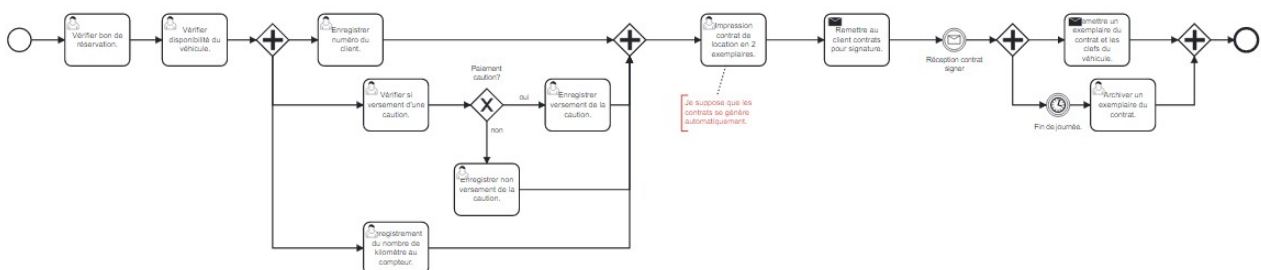 Vérifier bon de
réservation.
Vérifier
disponibilité du
véhicule.
Enregistrer
numéro du
client.
Vérifier si
versement d'une
caution.
Paiement
caution?
oui
non
Enregistrer
versement de la
caution.
Enregistrer non
versement de la
caution.
Enregistrement
du nombre de
kilomètre au
compteur.
Impression
contrat de
location en 2
exemplaires.
Je suppose que les
contrats se génère
automatiquement.
Remettre au
client contrats
pour signature.
Réception contrat
signer
Remettre un
exemplaire du
contrat et les
clefs du
véhicule.
Fin de journée.
Archiver un
exemplaire du
contrat.